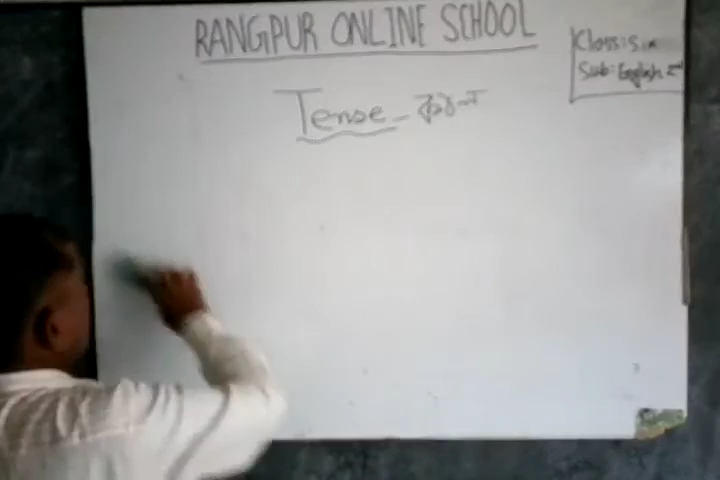 RANGPUR ONLINE SCHOOL
Class: Six
Sub: English 2nd
Tense -